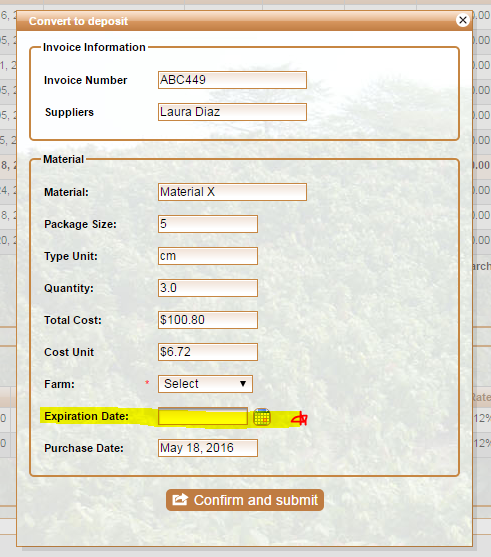 Convert to deposit
Invoice Information
Invoice Number ABC449
Suppliers Laura Diaz
Material
Material: Material X
Package Size: 5
Type Unit: cm
Quantity: 3.0
Total Cost: $100.80
Cost Unit $6.72
Farm: * Select
Expiration Date:
Purchase Date: May 18, 2016
Confirm and submit